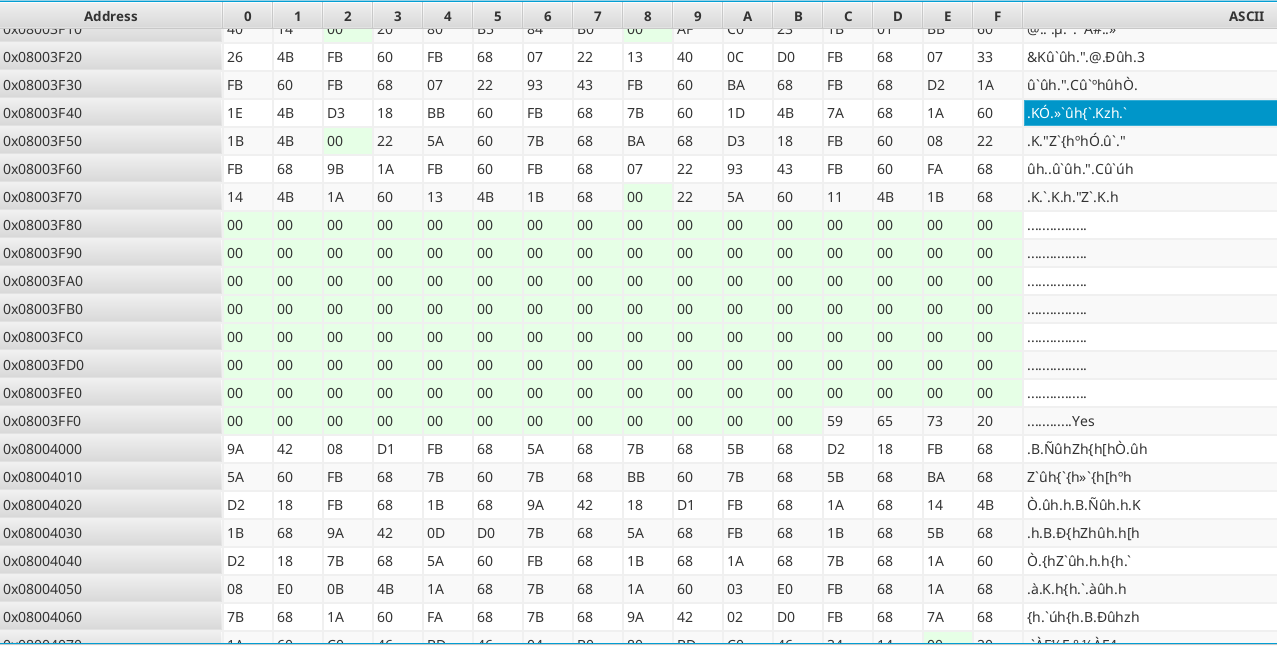 Address 0 1 2 3 4 5 6 7 8 9 A B C D E F ASCII
0x08003F20 26 4B FB 60 FB 68 07 22 13 40 0C D0 FB 68 07 33 &Kû`ûh.".@.Ðûh.3
0x08003F30 FB 60 FB 68 07 22 93 43 FB 60 BA 68 FB 68 D2 1A û`ûh.".Cû`ºhûhÒ.
0x08003F40 1E 4B D3 18 BB 60 FB 68 7B 60 1D 4B 7A 68 1A 60 .KÓ.»`ûh{`.Kzh.`
0x08003F50 1B 4B 00 22 5A 60 7B 68 BA 68 D3 18 FB 60 08 22 .K."Z`{hºhÓ.û`."
0x08003F60 FB 68 9B 1A FB 60 FB 68 07 22 93 43 FB 60 FA 68 ûh..û`ûh.".Cû`úh
0x08003F70 14 4B 1A 60 13 4B 1B 68 00 22 5A 60 11 4B 1B 68 .K.`.K.h."Z`.K.h
0x08003F80 00 00 00 00 00 00 00 00 00 00 00 00 00 00 00 00 ................
0x08003F90 00 00 00 00 00 00 00 00 00 00 00 00 00 00 00 00 ................
0x08003FA0 00 00 00 00 00 00 00 00 00 00 00 00 00 00 00 00 ................
0x08003FB0 00 00 00 00 00 00 00 00 00 00 00 00 00 00 00 00 ................
0x08003FC0 00 00 00 00 00 00 00 00 00 00 00 00 00 00 00 00 ................
0x08003FD0 00 00 00 00 00 00 00 00 00 00 00 00 00 00 00 00 ................
0x08003FE0 00 00 00 00 00 00 00 00 00 00 00 00 00 00 00 00 ................
0x08003FF0 00 00 00 00 00 00 00 00 00 00 00 00 59 65 73 20 ............Yes
0x08004000 9A 42 08 D1 FB 68 5A 68 7B 68 5B 68 D2 18 FB 68 .B.ÑûhZh{h[hÒ.ûh
0x08004010 5A 60 FB 68 7B 60 7B 68 BB 60 7B 68 5B 68 BA 68 Z`ûh{`{h»`{h[hºh
0x08004020 D2 18 FB 68 1B 68 9A 42 18 D1 FB 68 1A 68 14 4B Ò.ûh.h.B.Ñûh.h.K
0x08004030 1B 68 9A 42 0D D0 7B 68 5A 68 FB 68 1B 68 5B 68 .h.B.Ð{hZhûh.h[h
0x08004040 D2 18 7B 68 5A 60 FB 68 1B 68 1A 68 7B 68 1A 60 Ò.{hZ`ûh.h.h{h.`
0x08004050 08 E0 0B 4B 1A 68 7B 68 1A 60 03 E0 FB 68 1A 68 .à.K.h{h.`.àûh.h
0x08004060 7B 68 1A 60 FA 68 7B 68 9A 42 02 D0 FB 68 7A 68 {h.`úh{h.B.Ðûhzh